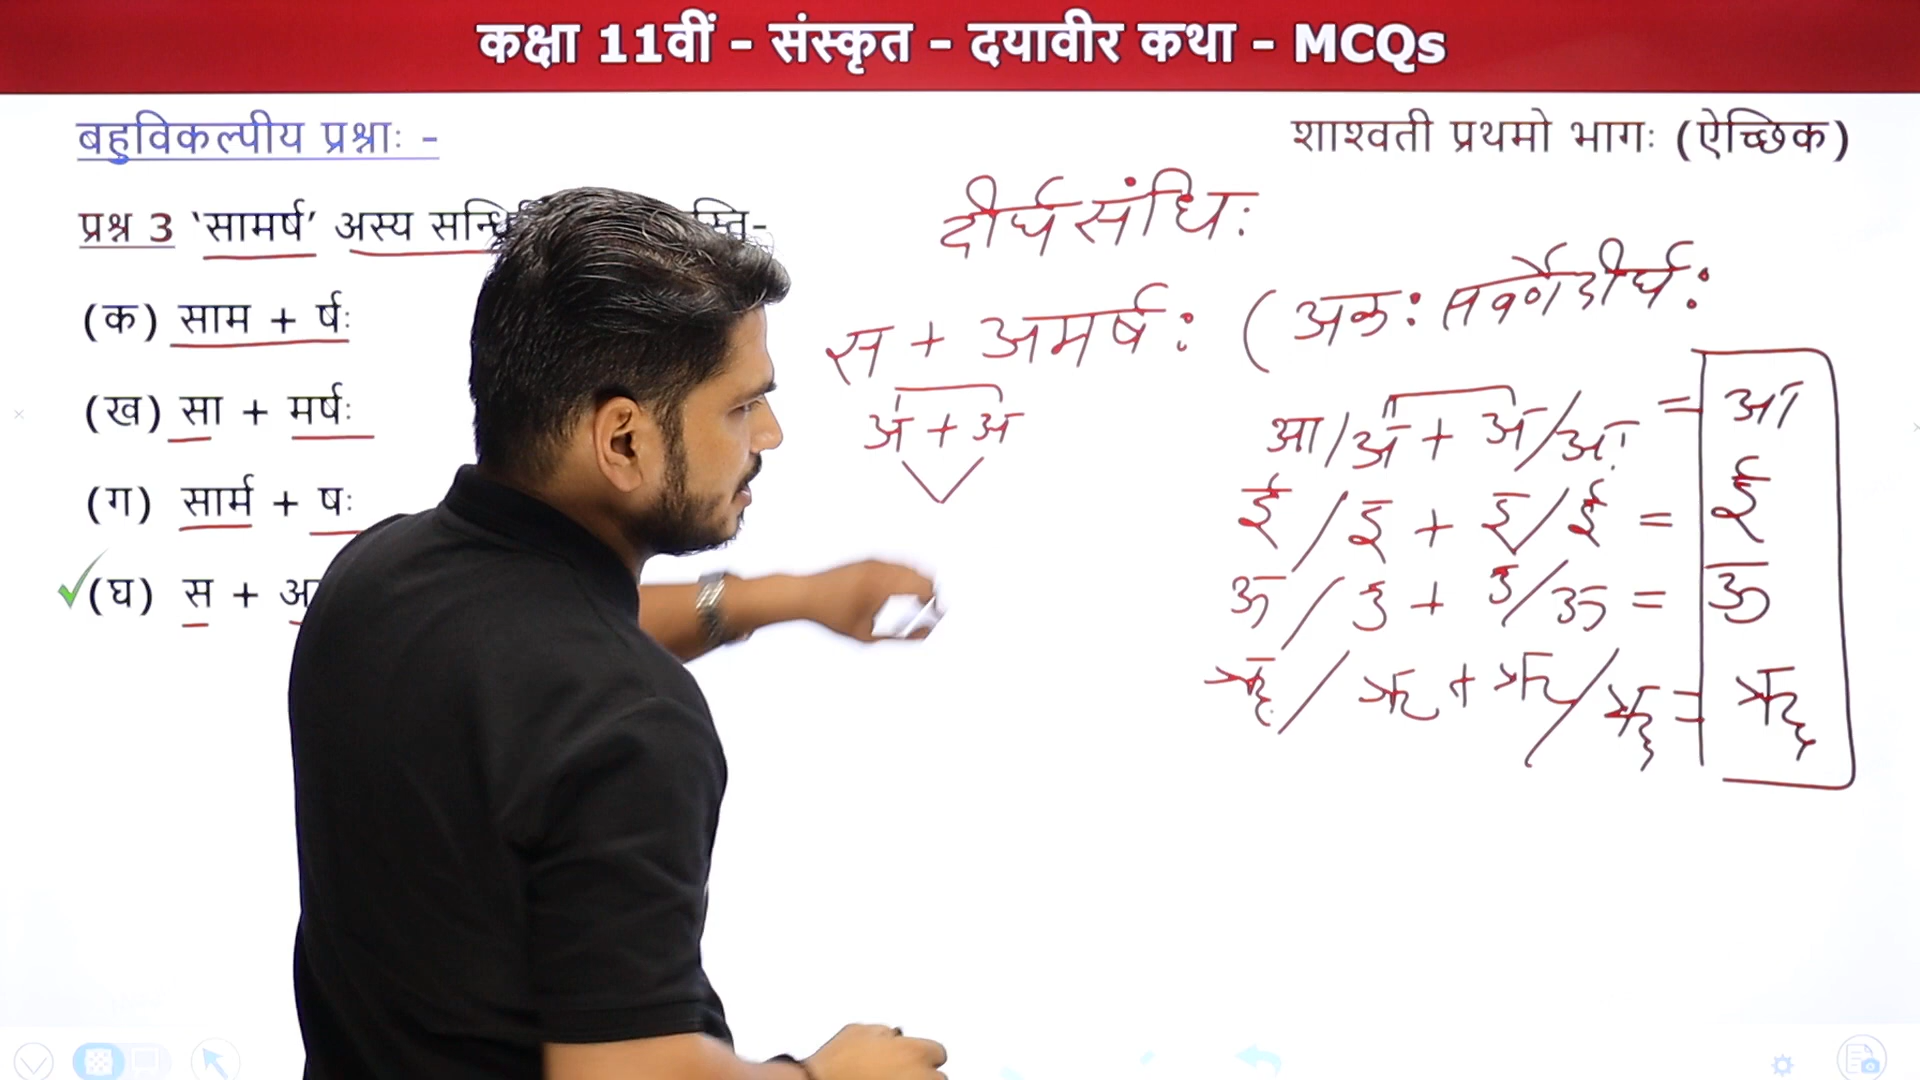 कक्षा 11वीं - संस्कृत - दयावीर कथा - MCQs
बहुविकल्पीय प्रश्नाः -
शाश्वती प्रथमो भागः (ऐच्छिक)
प्रश्न 3 ‘सामर्ष’ अस्य
(क) साम + र्षः
(ख) सा + मर्षः
(ग) सार्म + षः
(घ) स +
दीर्घसंधिः
स + अमर्षः (अकः सवर्णे दीर्घः
अ + अ
आ/अ + अ/आ = आ
ई/इ + इ/ई = ई
ऊ/उ + उ/ऊ = ऊ
ॠ/ऋ + ऋ/ॠ = ॠ